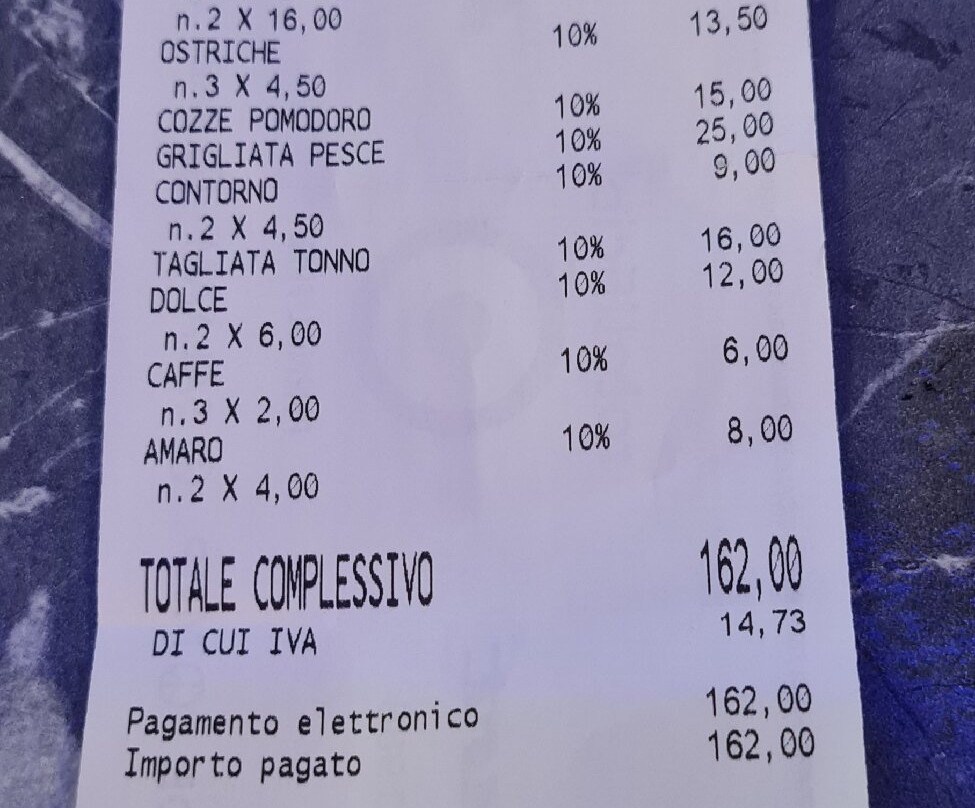 n.2 X 16,00
OSTRICHE 10% 13,50
n.3 X 4,50
COZZE POMODORO 10% 15,00
GRIGLIATA PESCE 10% 25,00
CONTORNO 10% 9,00
n.2 X 4,50
TAGLIATA TONNO 10% 16,00
DOLCE 10% 12,00
n.2 X 6,00
CAFFE 10% 6,00
n.3 X 2,00
AMARO 10% 8,00
n.2 X 4,00
TOTALE COMPLESSIVO 162,00
DI CUI IVA 14,73
Pagamento elettronico 162,00
Importo pagato 162,00